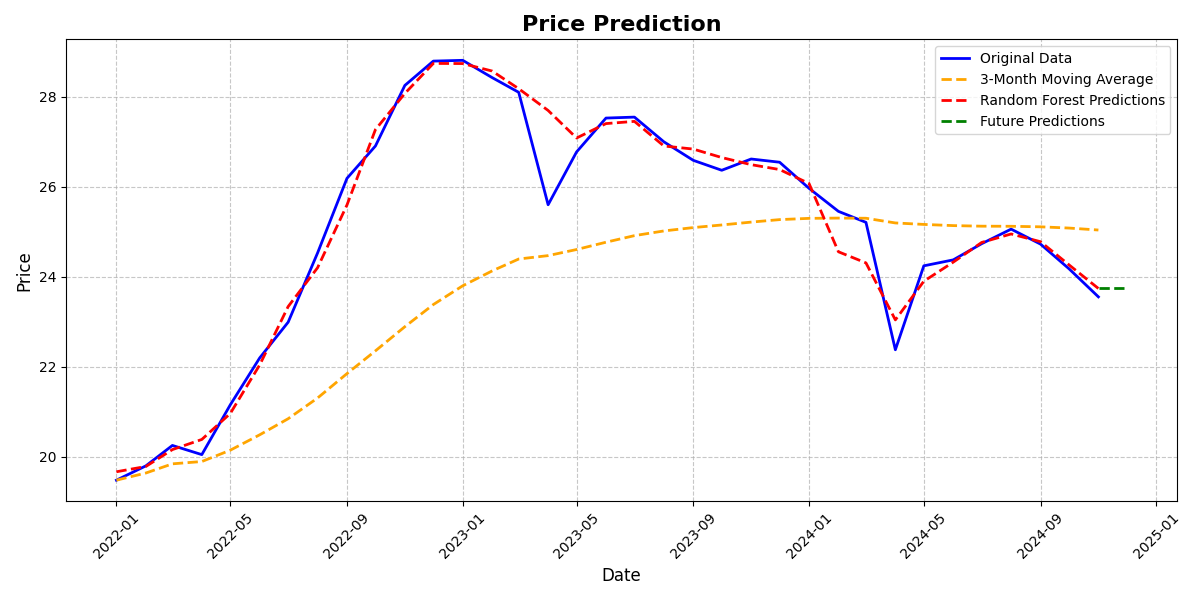 Price Prediction
Original Data
3-Month Moving Average
Random Forest Predictions
Future Predictions
Price
28
26
24
22
20
2022-01
2022-05
2022-09
2023-01
2023-05
2023-09
2024-01
2024-05
2024-09
2025-01
Date